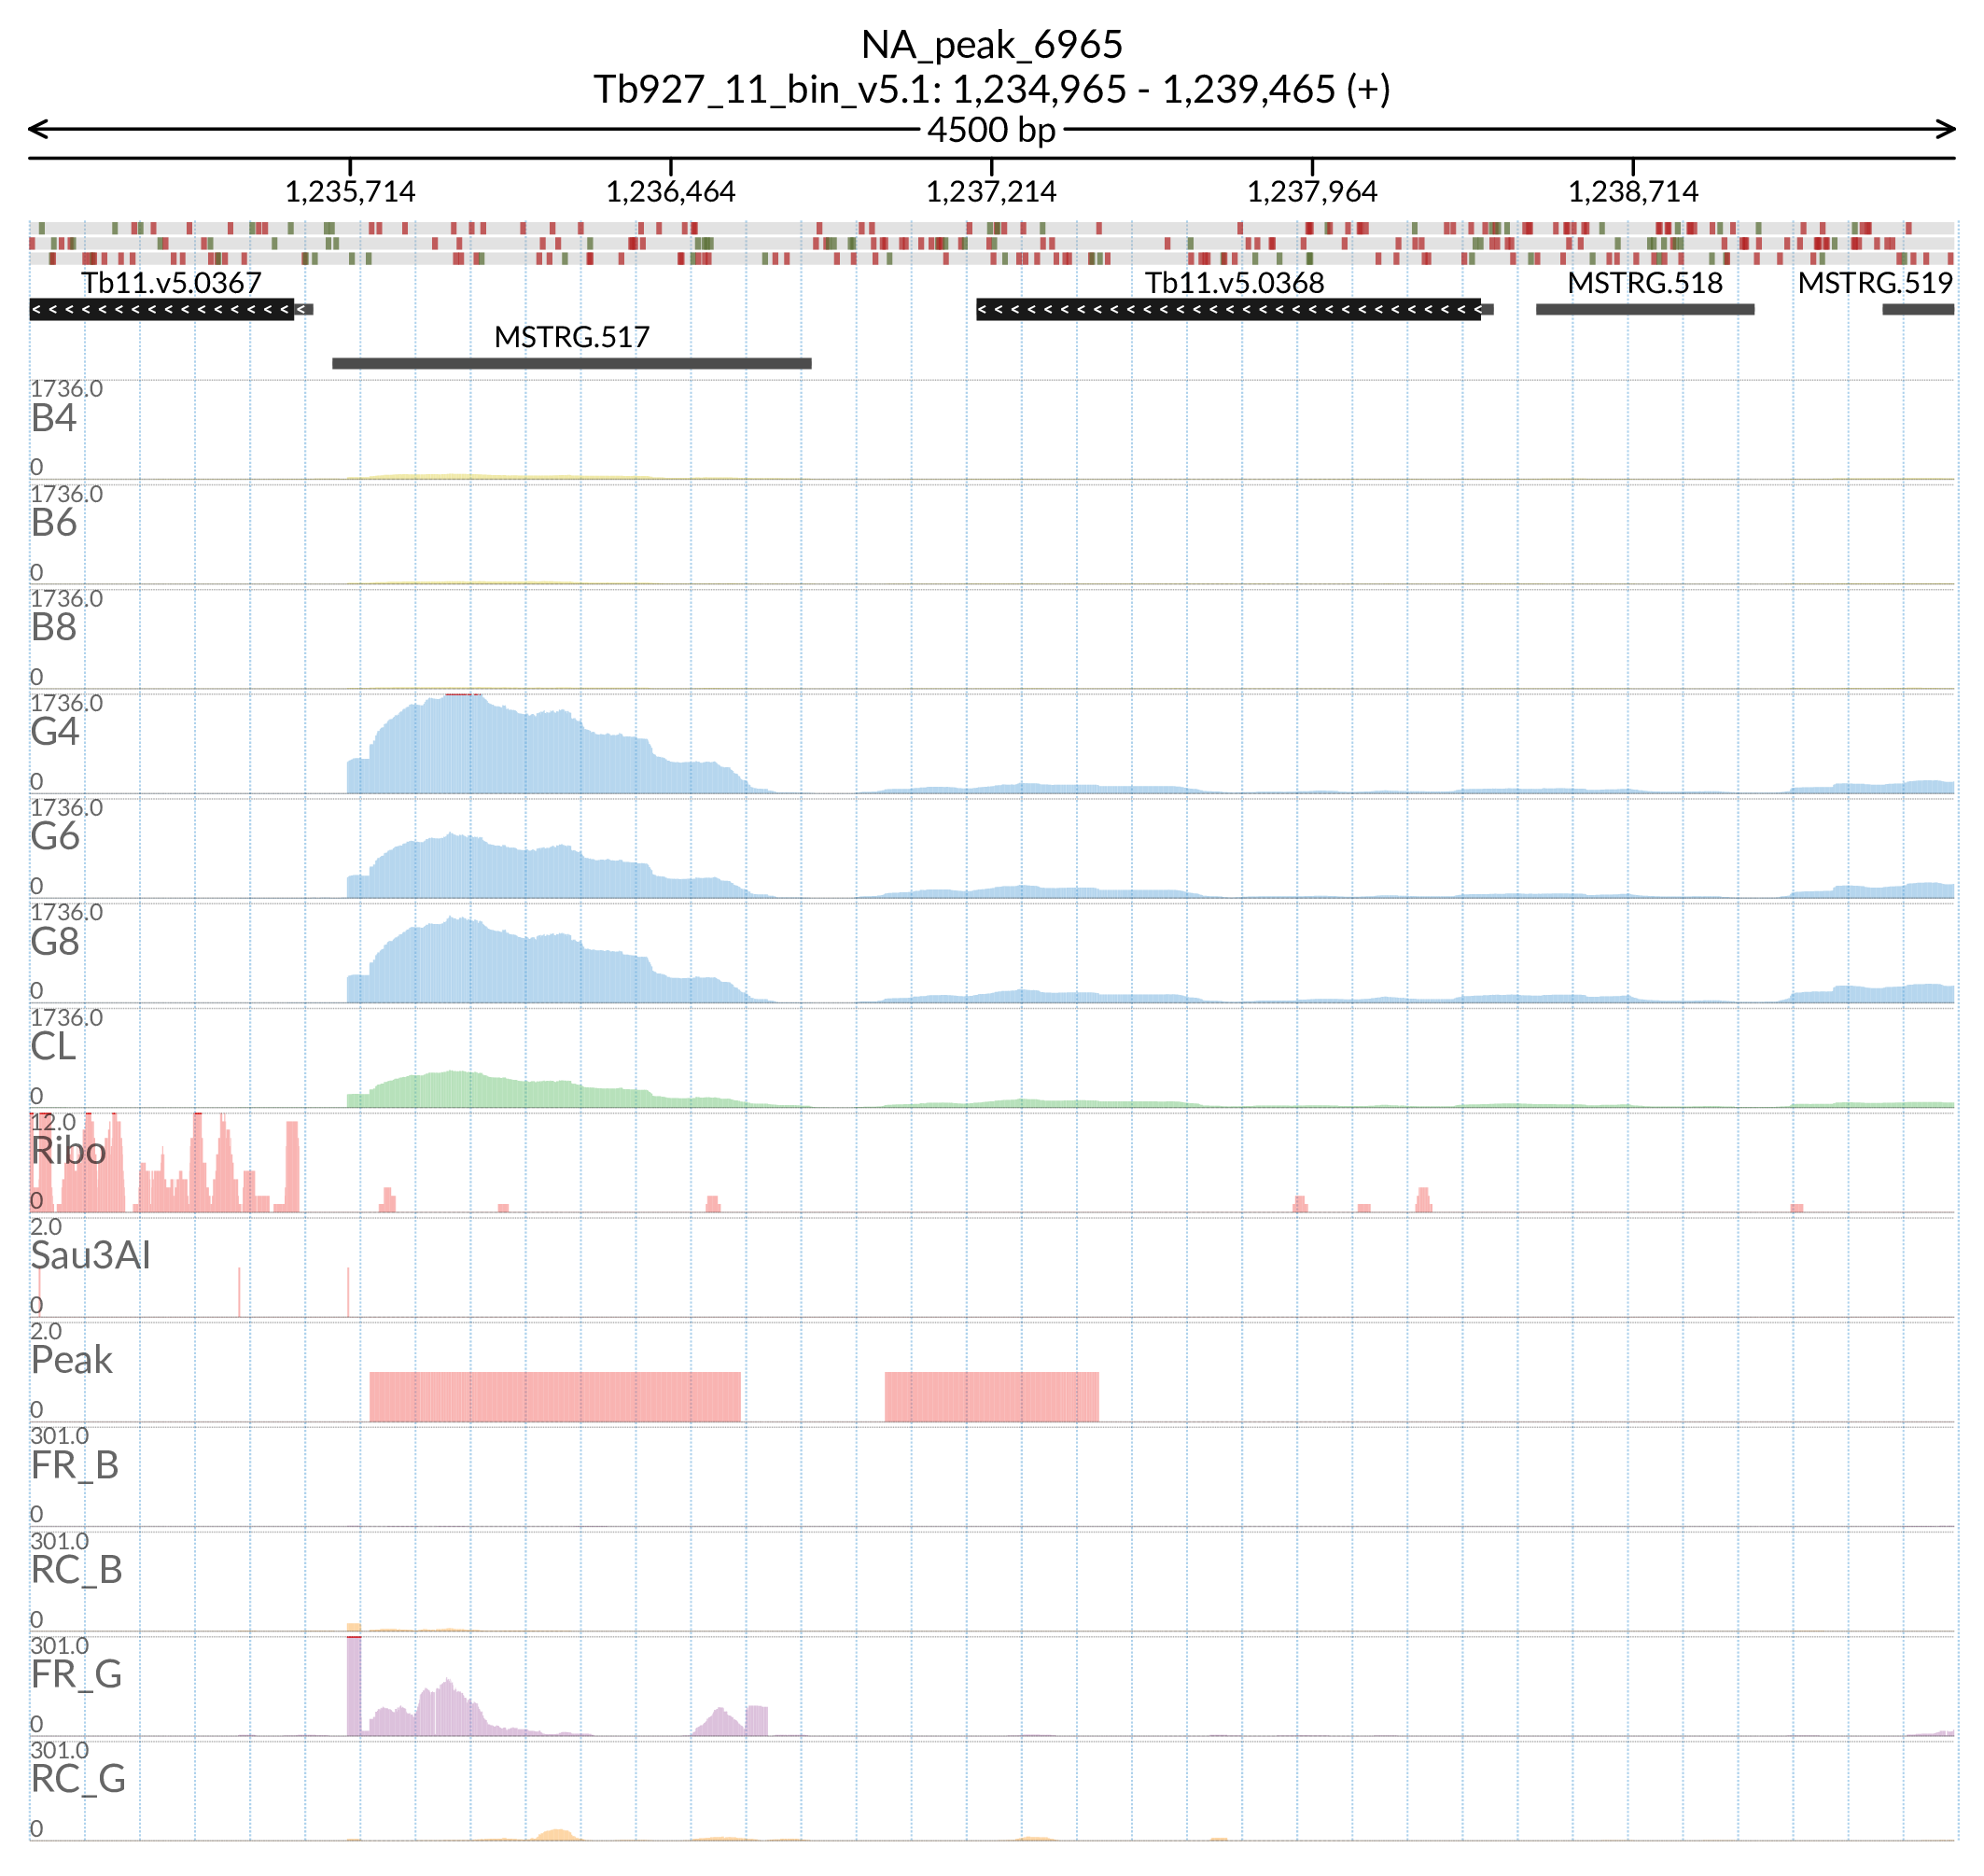 NA_peak_6965
Tb927_11_bin_v5.1: 1,234,965 - 1,239,465 (+)
4500 bp
1,235,714 1,236,464 1,237,214 1,237,964 1,238,714
Tb11.v5.0367 Tb11.v5.0368 MSTRG.518 MSTRG.519
MSTRG.517
1736.0
B4
0
1736.0
B6
0
1736.0
B8
0
1736.0
G4
0
1736.0
G6
0
1736.0
G8
0
1736.0
CL
0
12.0
Ribo
0
2.0
Sau3AI
0
2.0
Peak
0
301.0
FR_B
0
301.0
RC_B
0
301.0
FR_G
0
301.0
RC_G
0